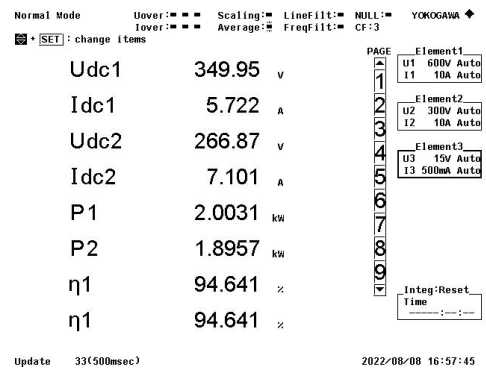 Normal Mode Uover: Scaling: LineFilt: NULL: YOKOGAWA
Iover: Average: FreqFilt: CF:3
+ SET : change items
PAGE
Udc1 349.95 V
Idc1 5.722 A
Udc2 266.87 V
Idc2 7.101 A
P1 2.0031 kW
P2 1.8957 kW
η1 94.641 %
η1 94.641 %
1
2
3
4
5
6
7
8
9
Element1
U1 600V Auto
I1 10A Auto
Element2
U2 300V Auto
I2 10A Auto
Element3
U3 15V Auto
I3 500mA Auto
Integ:Reset
Time
-----:--:--
Update 33(500msec) 2022/08/08 16:57:45